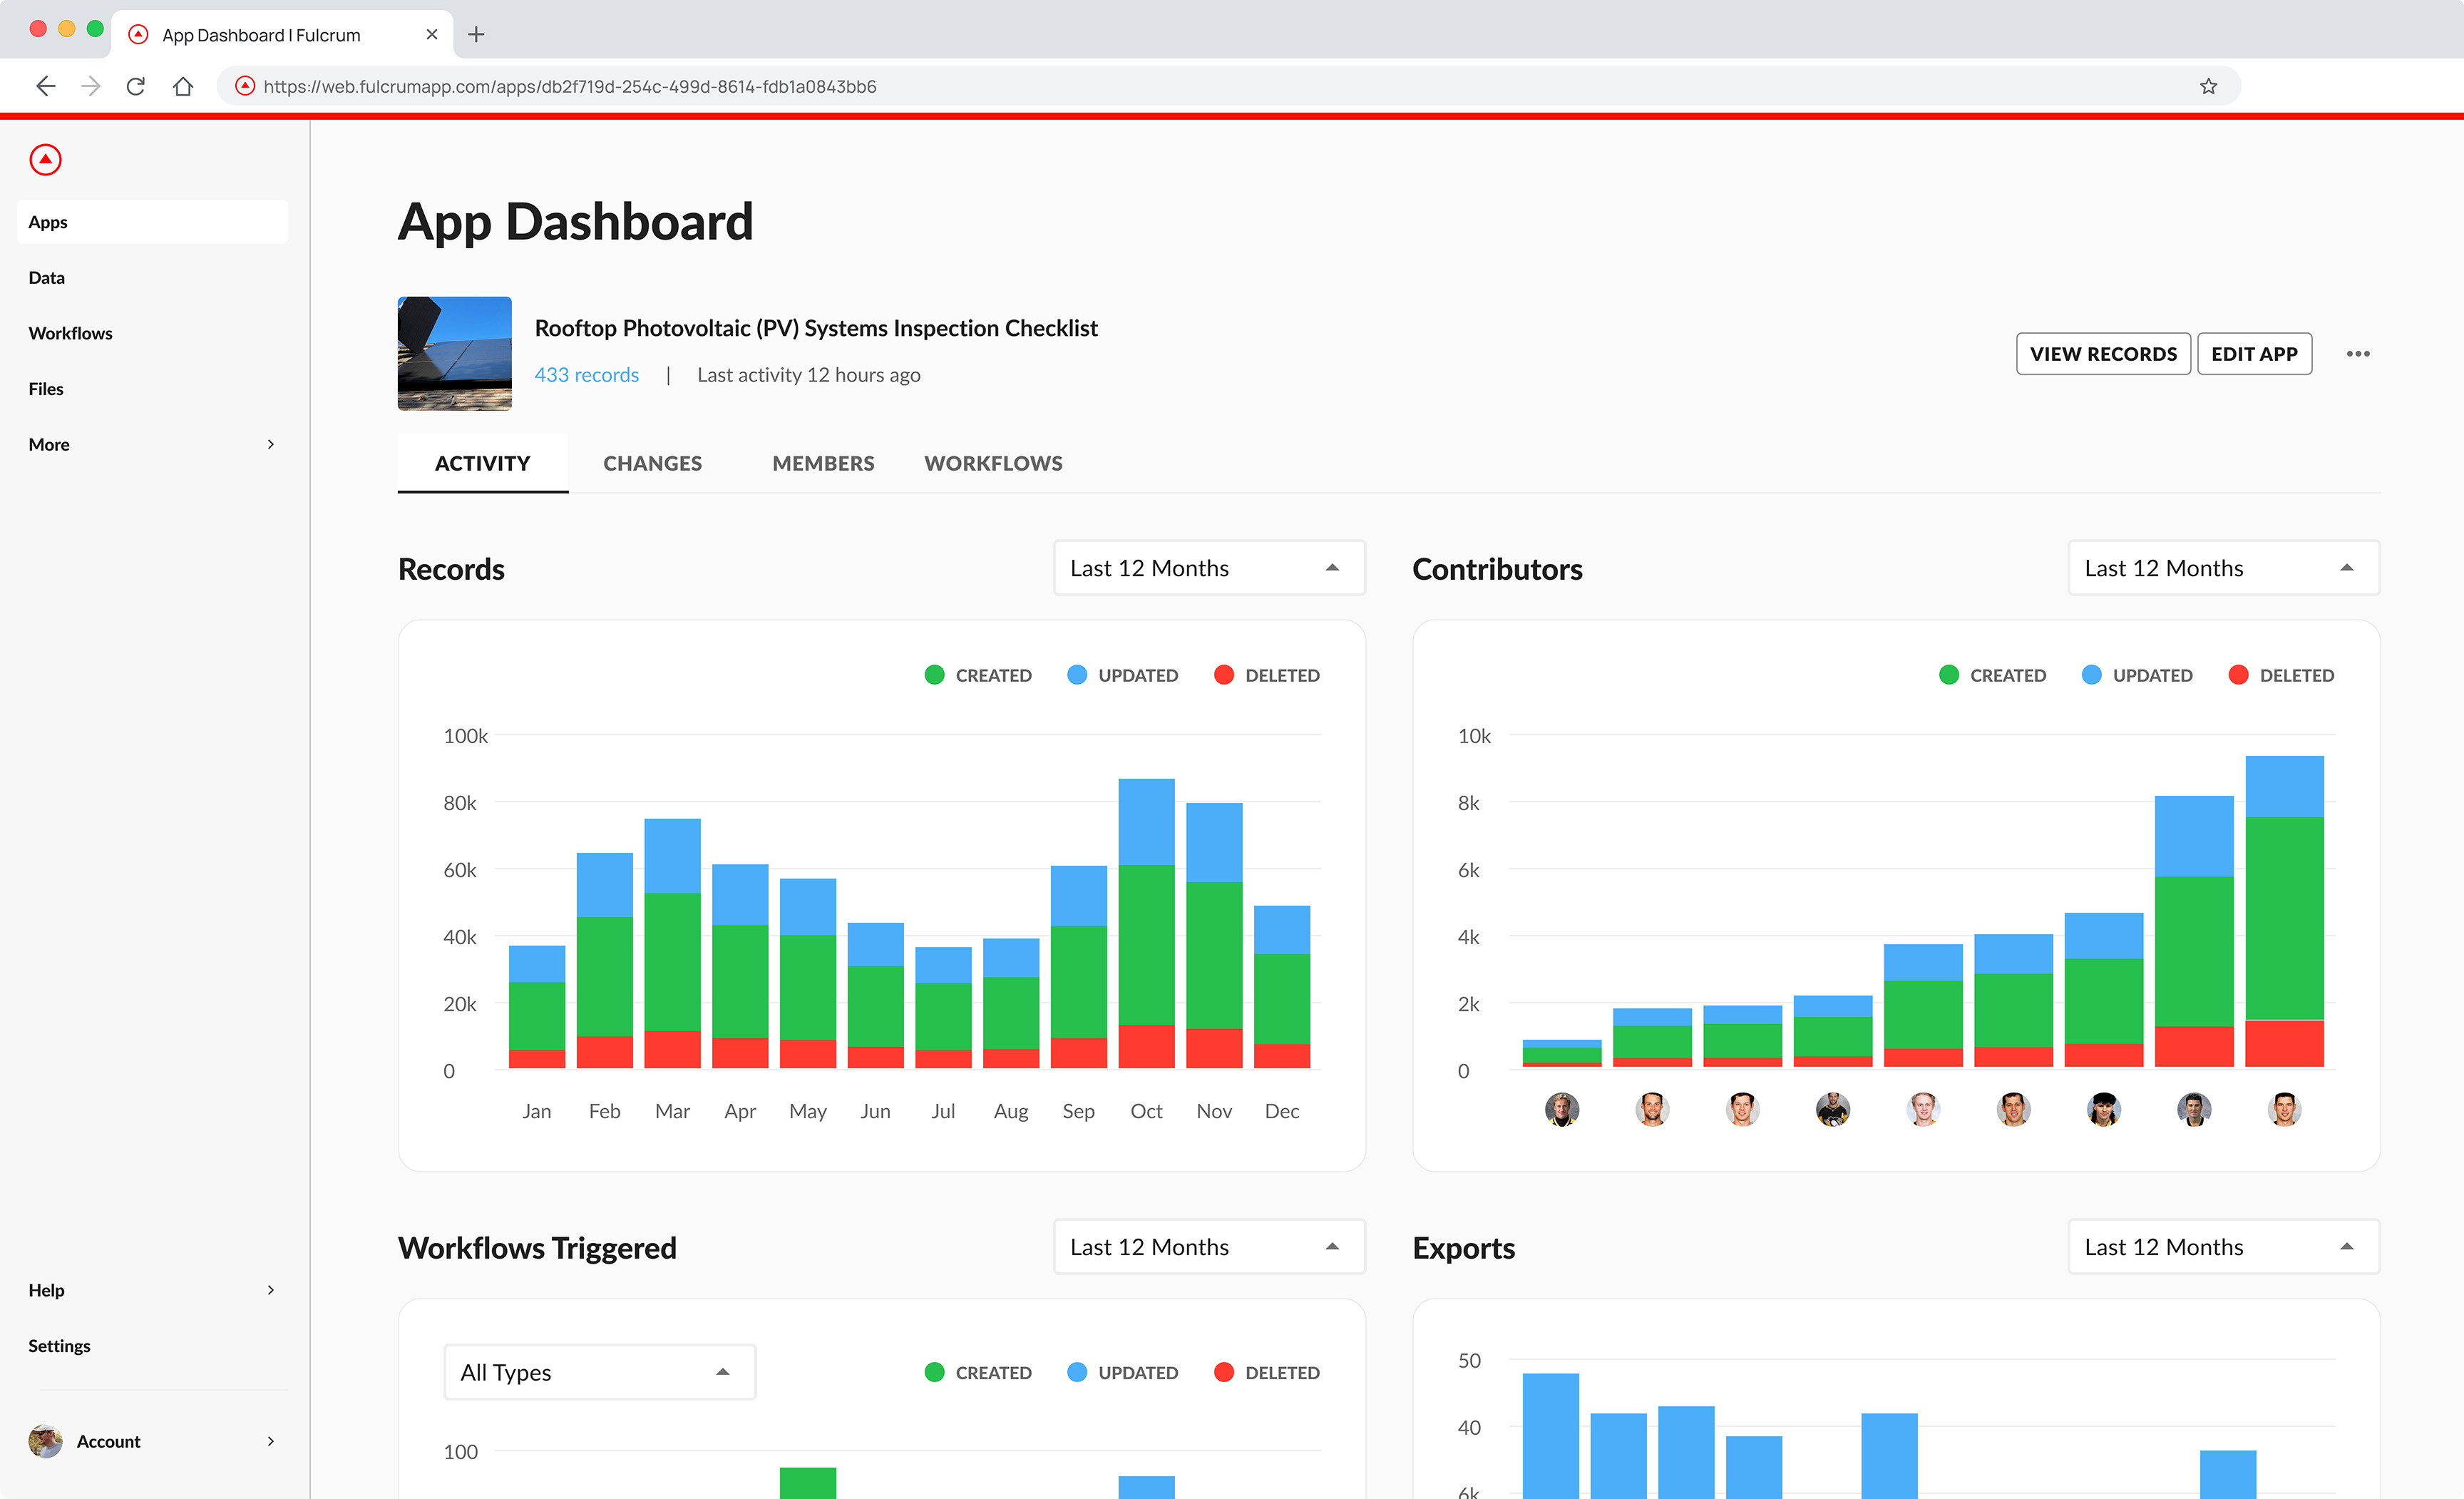 App Dashboard | Fulcrum
https://web.fulcrumapp.com/apps/db2f719d-254c-499d-8614-fdb1a0843bb6
Apps
Data
Workflows
Files
More
Help
Settings
Account
App Dashboard
Rooftop Photovoltaic (PV) Systems Inspection Checklist
433 records | Last activity 12 hours ago
VIEW RECORDS EDIT APP
ACTIVITY CHANGES MEMBERS WORKFLOWS
Records
Last 12 Months
CREATED UPDATED DELETED
100k
80k
60k
40k
20k
0
Jan Feb Mar Apr May Jun Jul Aug Sep Oct Nov Dec
Contributors
Last 12 Months
CREATED UPDATED DELETED
10k
8k
6k
4k
2k
0
Workflows Triggered
Last 12 Months
All Types
CREATED UPDATED DELETED
100
Exports
Last 12 Months
50
40
6k